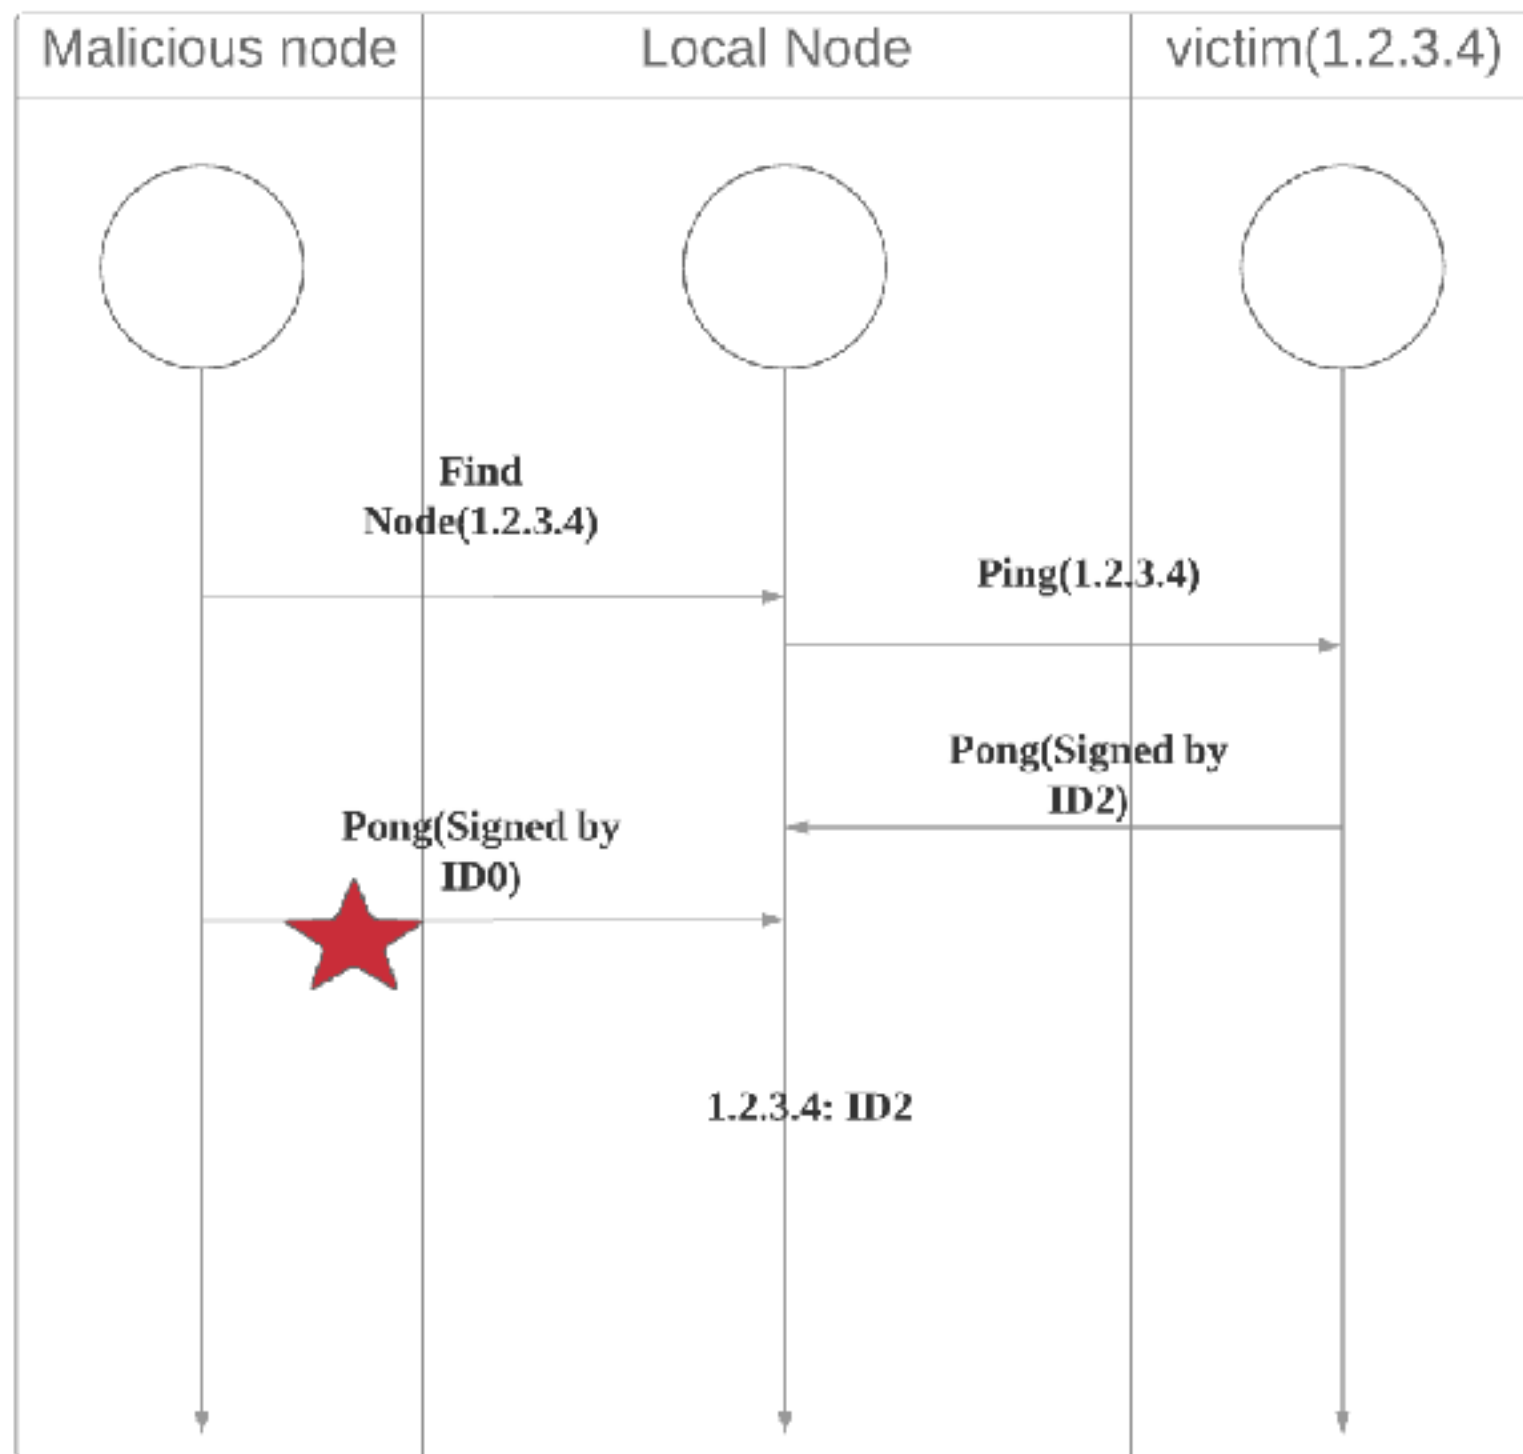 Malicious node
Local Node
victim(1.2.3.4)
Find
Node(1.2.3.4)
Ping(1.2.3.4)
Pong(Signed by
ID2)
Pong(Signed by
ID0)
1.2.3.4: ID2